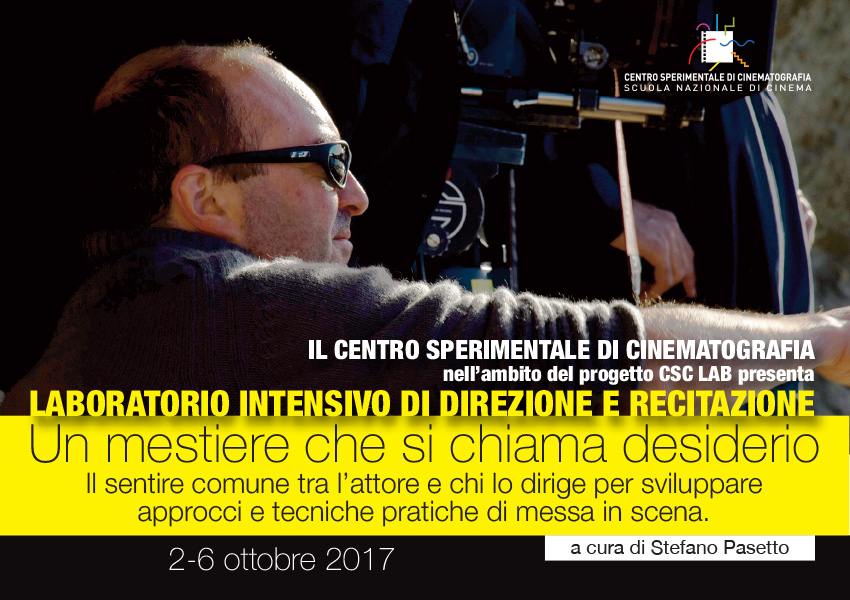 CENTRO SPERIMENTALE DI CINEMATOGRAFIA
SCUOLA NAZIONALE DI CINEMA
IL CENTRO SPERIMENTALE DI CINEMATOGRAFIA
nell'ambito del progetto CSC LAB presenta
LABORATORIO INTENSIVO DI DIREZIONE E RECITAZIONE
Un mestiere che si chiama desiderio
Il sentire comune tra l'attore e chi lo dirige per sviluppare
approcci e tecniche pratiche di messa in scena.
a cura di Stefano Pasetto
2-6 ottobre 2017